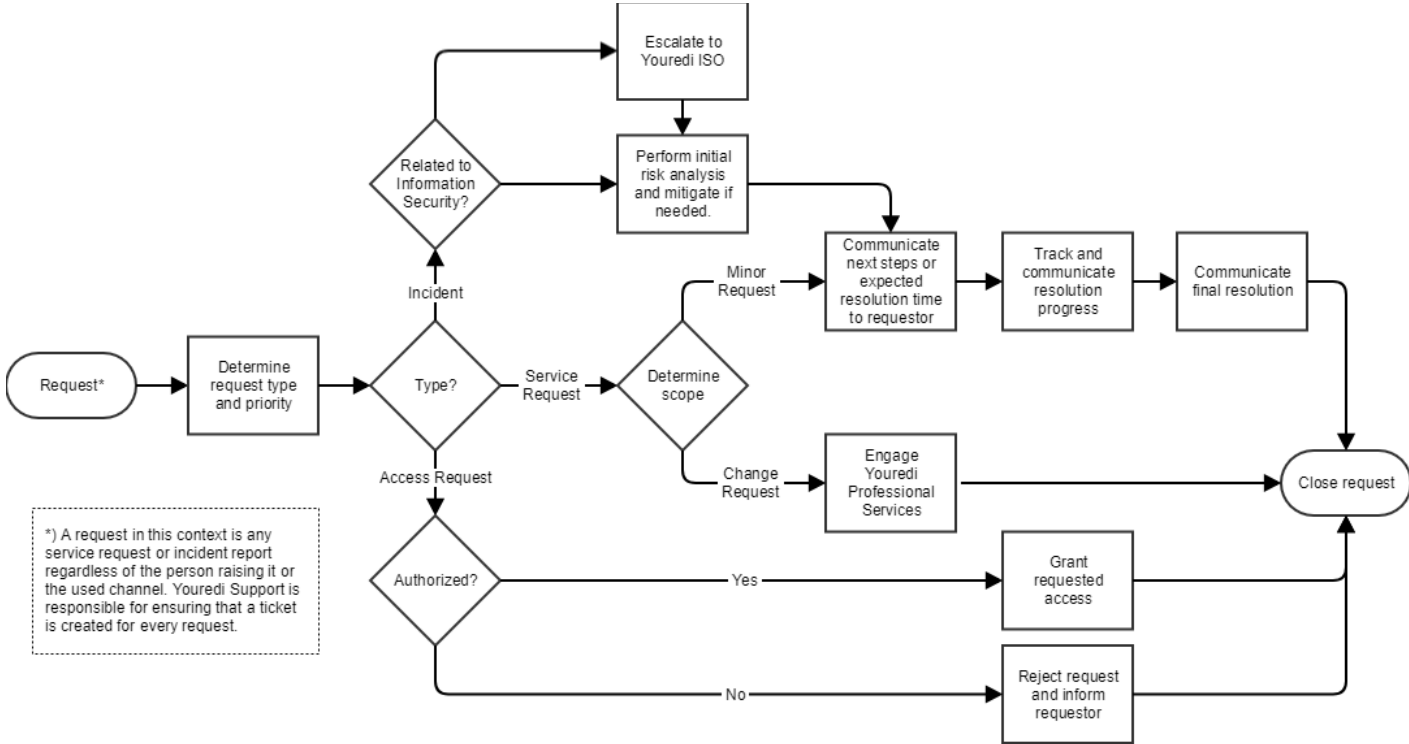 Escalate to
Youredi ISO
Related to
Information
Security?
Perform initial
risk analysis
and mitigate if
needed.
Incident
Minor
Request
Communicate
next steps or
expected
resolution time
to requestor
Track and
communicate
resolution
progress
Communicate
final resolution
Request*
Determine
request type
and priority
Type?
Service
Request
Determine
scope
Access Request
Change
Request
Engage
Youredi
Professional
Services
Close request
*) A request in this context is any
service request or incident report
regardless of the person raising it or
the used channel. Youredi Support is
responsible for ensuring that a ticket
is created for every request.
Authorized?
Yes
Grant
requested
access
No
Reject request
and inform
requestor